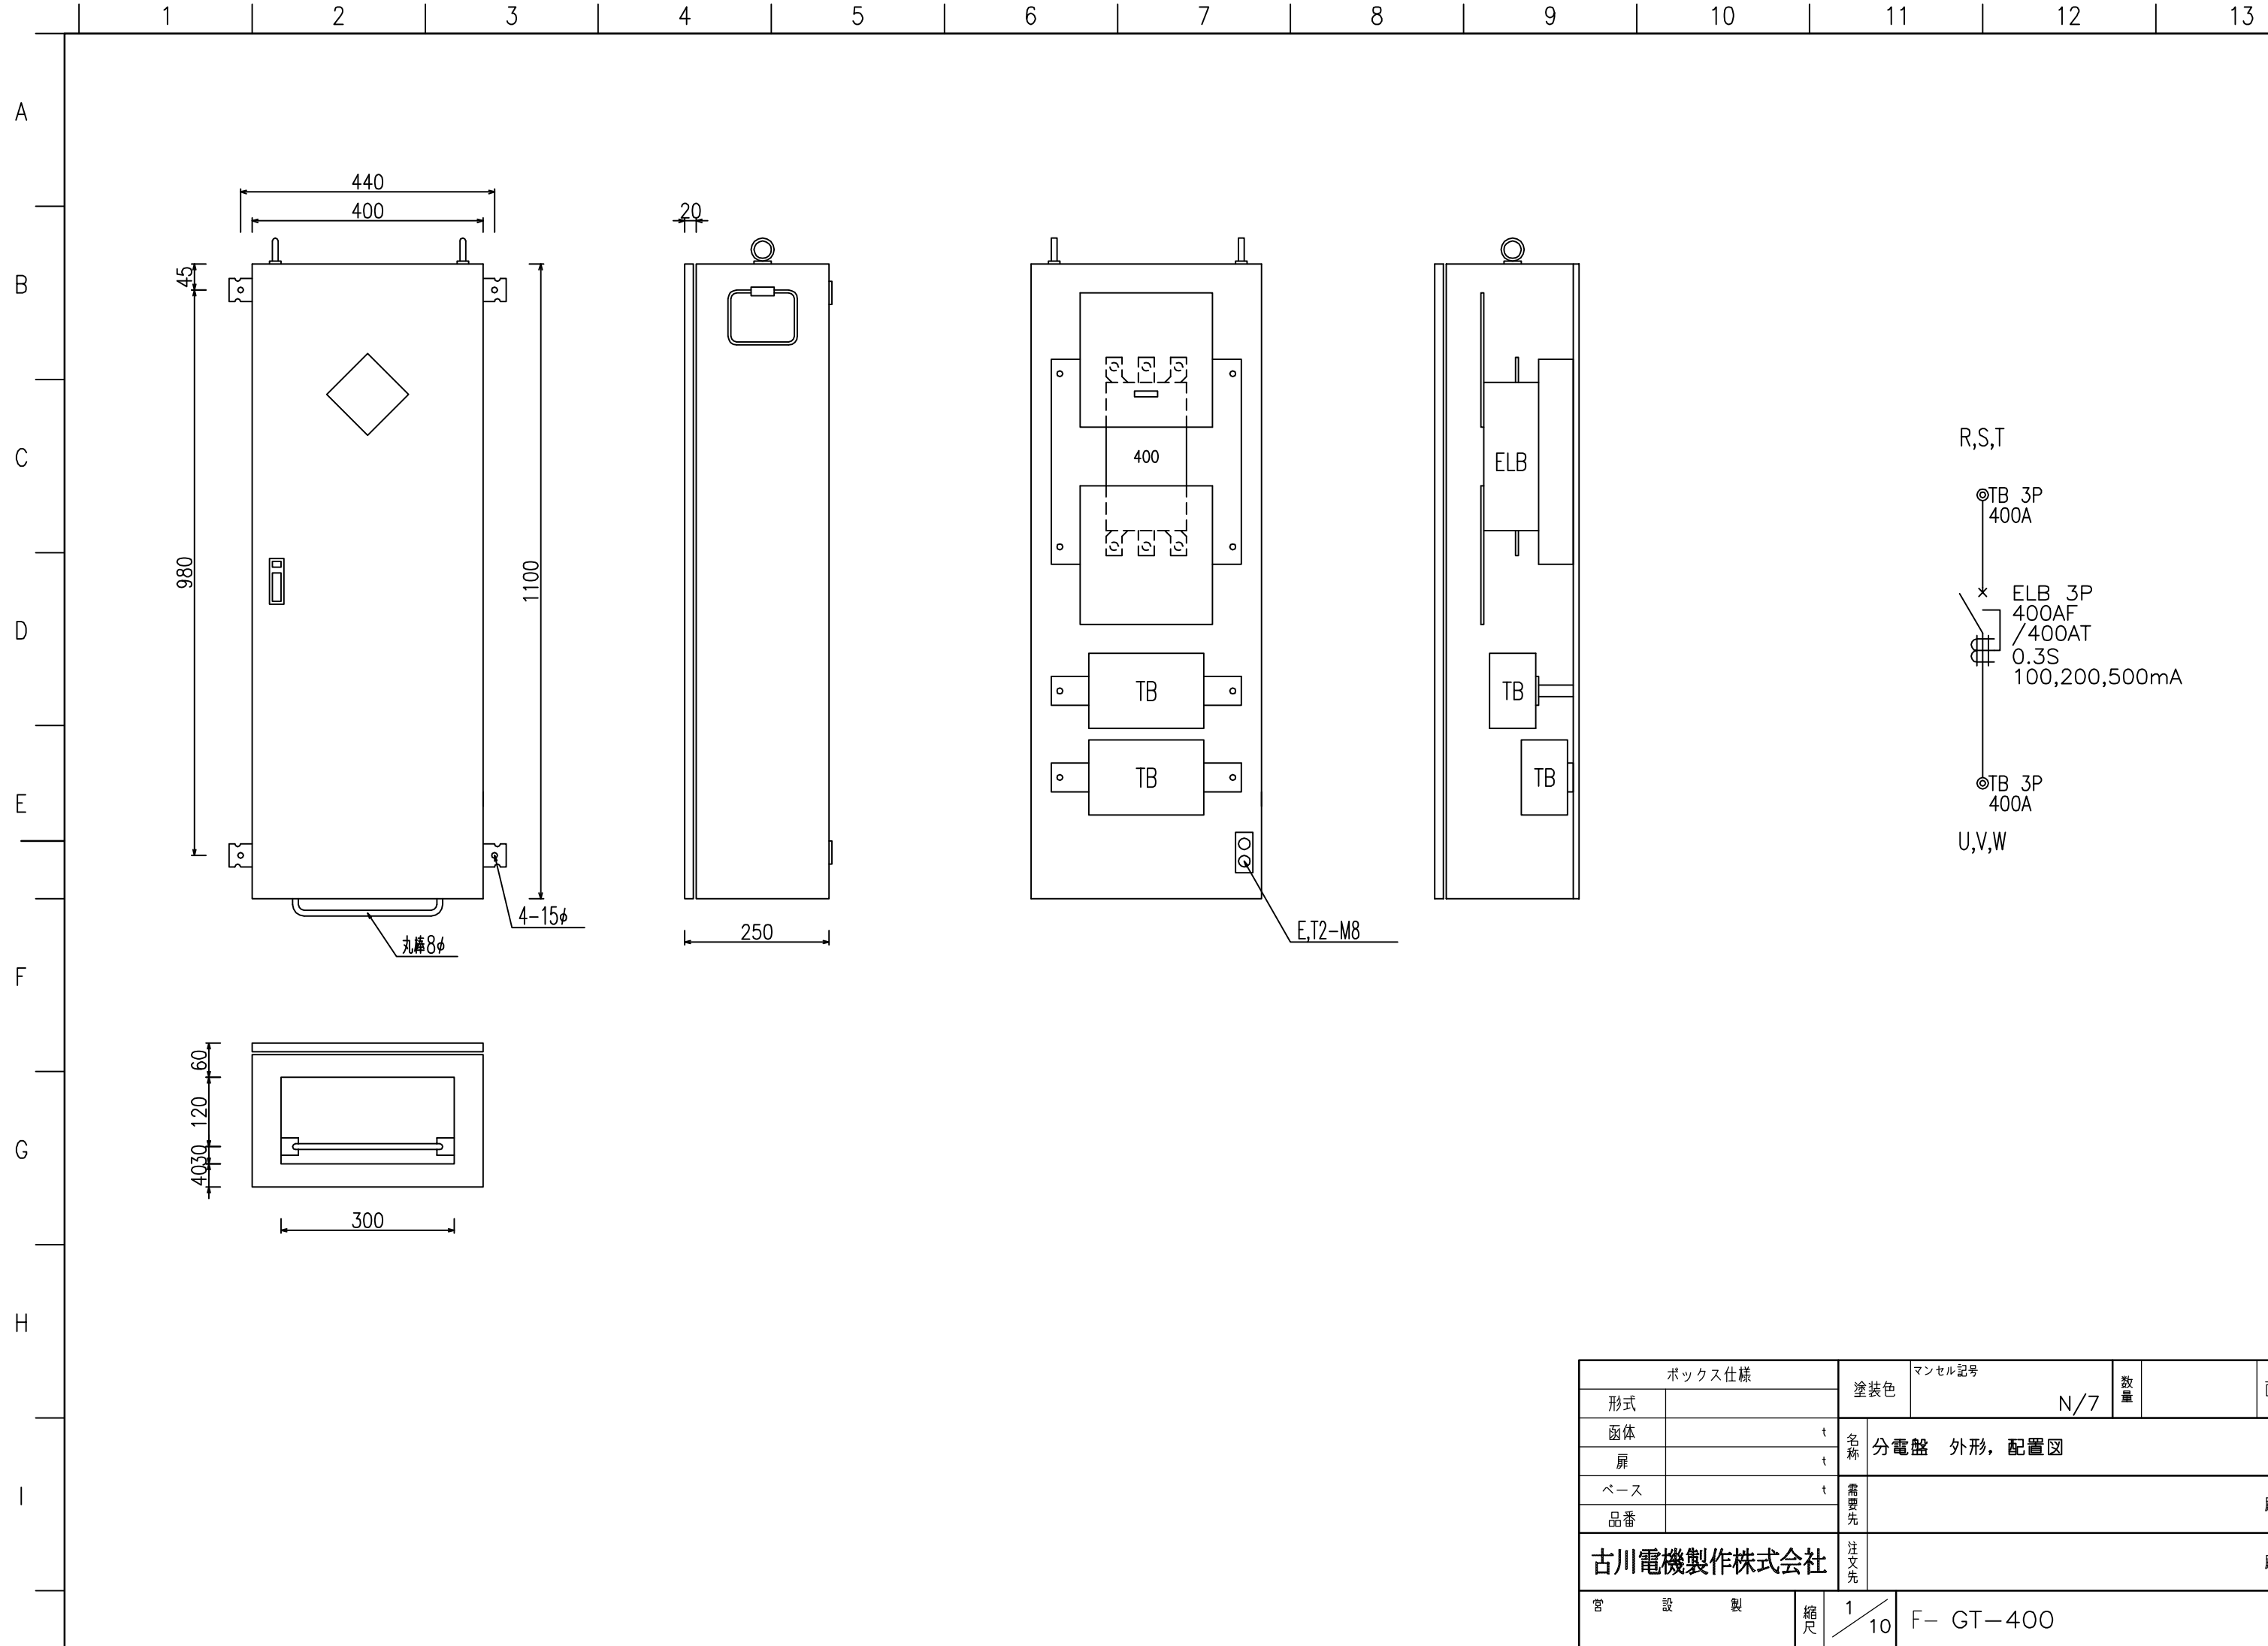 1 2 3 4 5 6 7 8 9 10 11 12 13
A
B
C
D
E
F
G
H
I
440
400
45
980
1100
4-15φ
丸棒8φ
20
250
400
TB
TB
E,T2-M8
ELB
TB
TB
R,S,T
TB 3P
400A
ELB 3P
400AF
/400AT
0.3S
100,200,500mA
TB 3P
400A
U,V,W
60
120
30
40
300
ボックス仕様
形式
函体 t
扉 t
ベース t
品番
塗装色
マンセル記号
N/7
数量
名称
分電盤 外形，配置図
需要先
注文先
古川電機製作株式会社
営 設 製
縮尺
1/10
F- GT-400